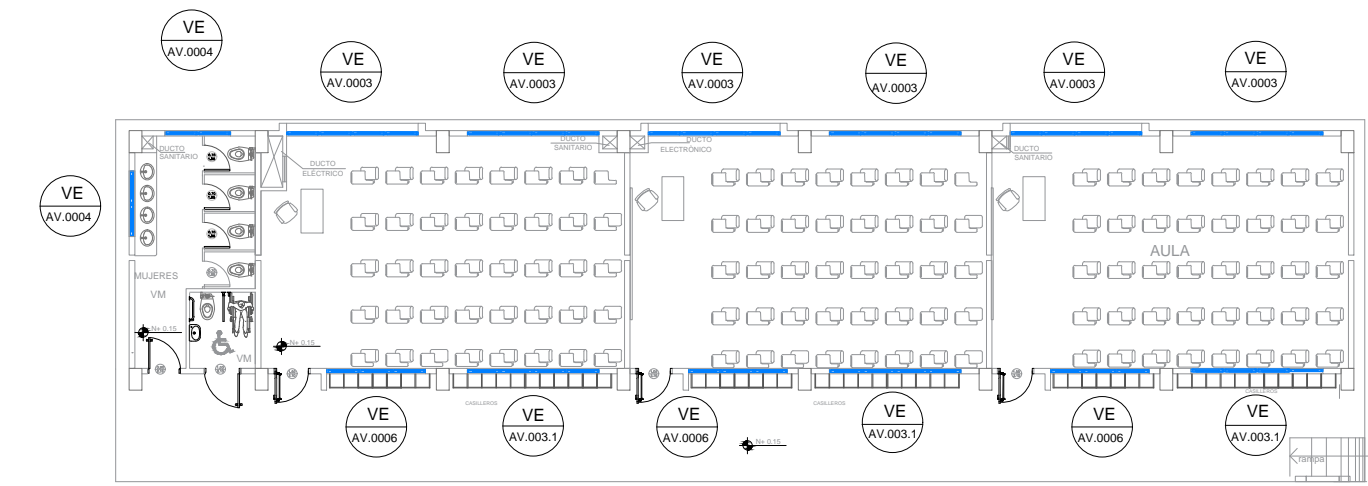 VE
AV.0004
VE
AV.0003
VE
AV.0003
VE
AV.0003
VE
AV.0003
VE
AV.0003
VE
AV.0003
DUCTO
SANITARIO
DUCTO
ELÉCTRICO
DUCTO
SANITARIO
DUCTO
ELECTRÓNICO
DUCTO
SANITARIO
VE
AV.0004
AULA
MUJERES
VM
N+ 0.15
VM
N+ 0.15
CASILLEROS
CASILLEROS
CASILLEROS
VE
AV.0006
VE
AV.003.1
VE
AV.0006
VE
AV.003.1
VE
AV.0006
VE
AV.003.1
N+ 0.15
rampa